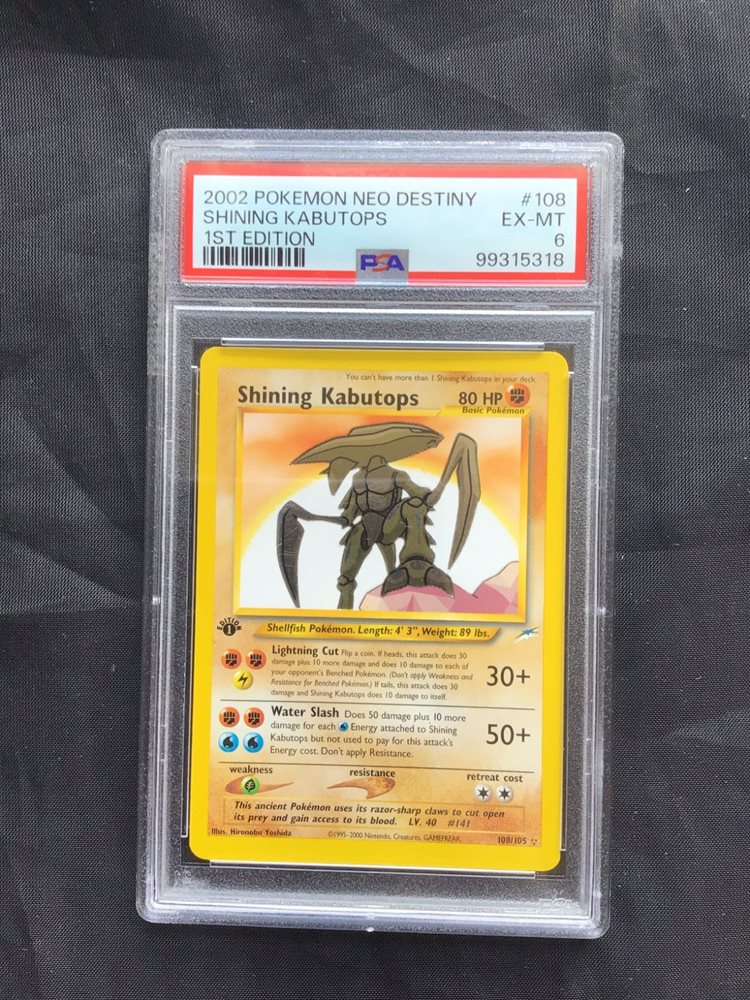 2002 POKEMON NEO DESTINY #108
SHINING KABUTOPS EX-MT
1ST EDITION 6
PSA 99315318
You can't have more than 1 Shining Kabutops in your deck.
Shining Kabutops 80 HP
Basic Pokémon
EDITION 1
Shellfish Pokémon. Length: 4' 3", Weight: 89 lbs.
Lightning Cut Flip a coin. If heads, this attack does 30
damage plus 10 more damage and does 10 damage to each of
your opponent's Benched Pokémon. (Don't apply Weakness and
Resistance for Benched Pokémon.) If tails, this attack does 30
damage and Shining Kabutops does 10 damage to itself.
30+
Water Slash Does 50 damage plus 10 more
damage for each Energy attached to Shining
Kabutops but not used to pay for this attack's
Energy cost. Don't apply Resistance.
50+
weakness resistance retreat cost
This ancient Pokémon uses its razor-sharp claws to cut open
its prey and gain access to its blood. LV. 40 #141
Illus. Hironobu Yoshida ©1995-2000 Nintendo, Creatures, GAMEFREAK. 108/105